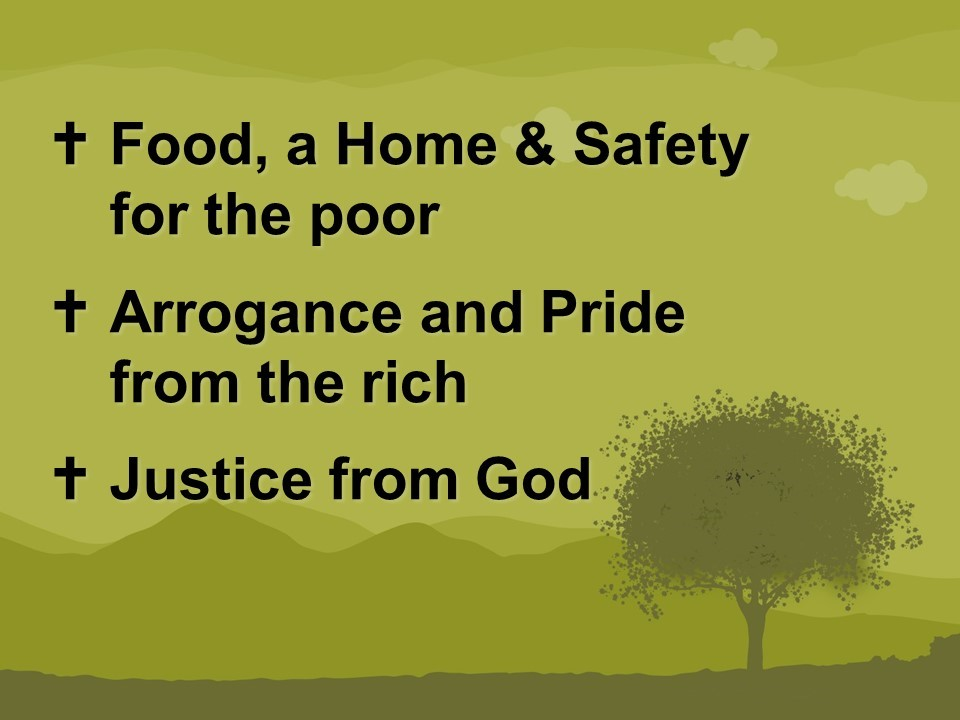 ✝ Food, a Home & Safety
for the poor
✝ Arrogance and Pride
from the rich
✝ Justice from God